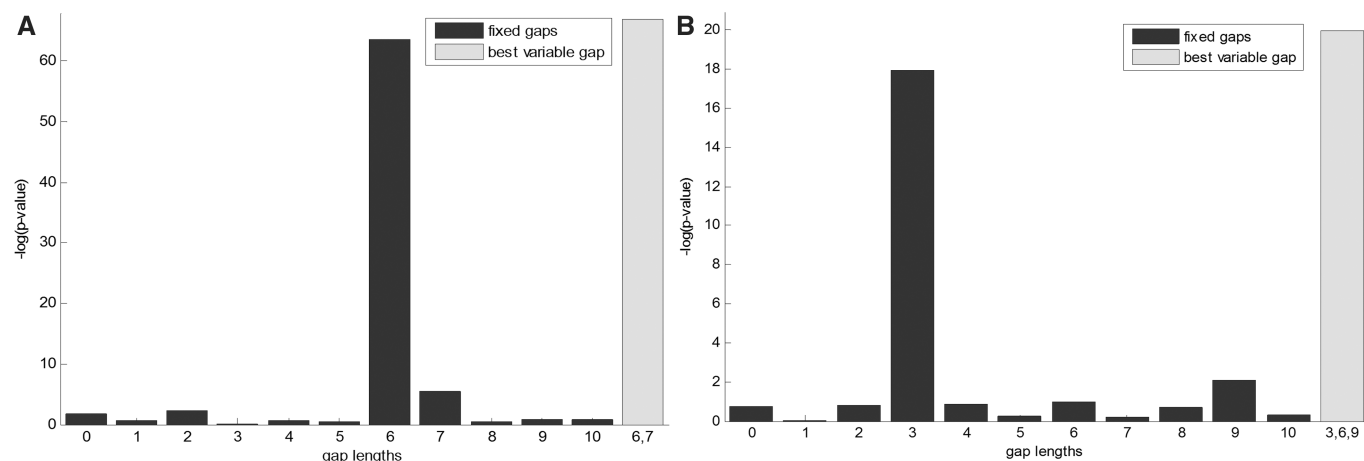 A
-log(p-value)
60
50
40
30
20
10
0
fixed gaps
best variable gap
0 1 2 3 4 5 6 7 8 9 10 6,7
gap lengths
B
-log(p-value)
20
18
16
14
12
10
8
6
4
2
0
fixed gaps
best variable gap
0 1 2 3 4 5 6 7 8 9 10 3,6,9
gap lengths